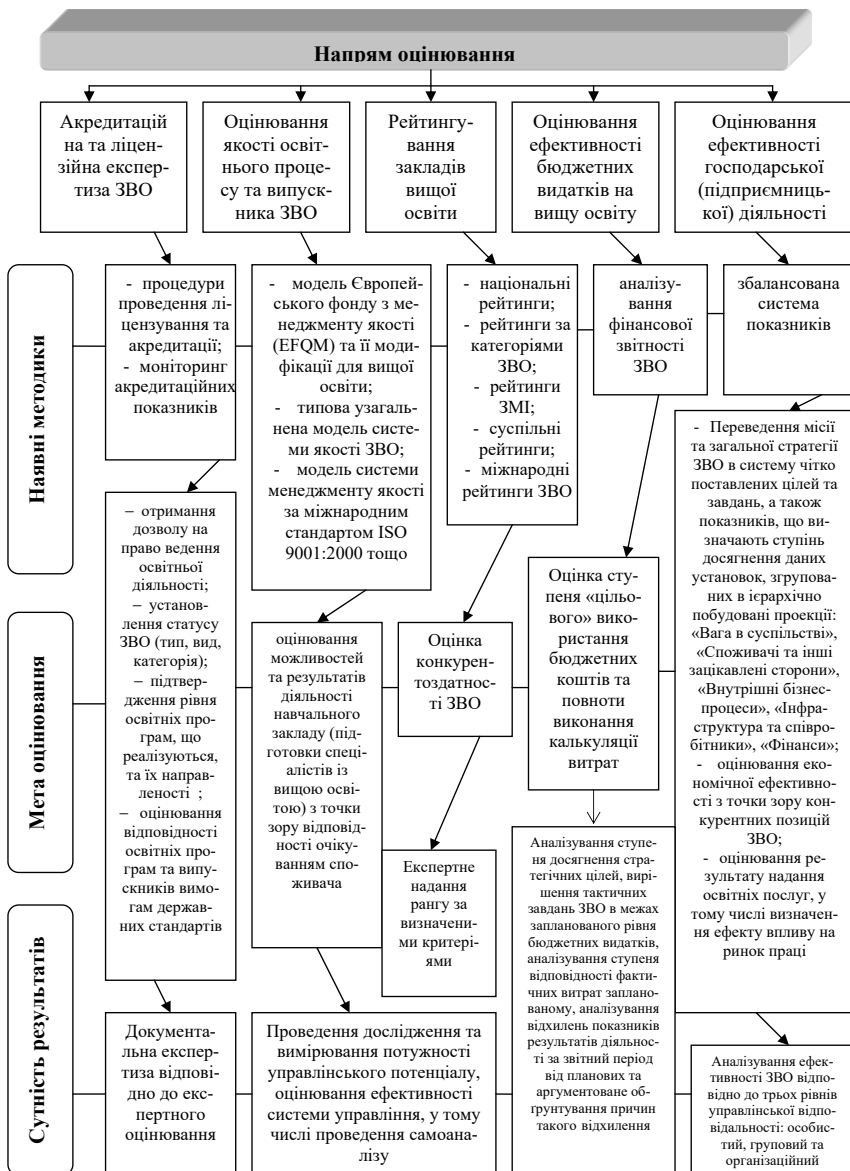 Напрям оцінювання
Акредитацій
на та ліцен-
зійна експер-
тиза ЗВО
Оцінювання
якості освіт-
нього проце-
су та випуск-
ника ЗВО
Рейтингу-
вання
закладів
вищої
освіти
Оцінювання
ефективності
бюджетних
видатків на
вищу освіту
Оцінювання
ефективності
господарської
(підприємниць-
кої) діяльності
Наявні методики
- процедури
проведення лі-
цензування та
акредитації;
- моніторинг
акредитаційних
показників
- модель Європей-
ського фонду з ме-
неджменту якості
(EFQM) та її моди-
фікації для вищої
освіти;
- типова узагаль-
нена модель систе-
ми якості ЗВО;
- модель системи
менеджменту якості
за міжнародним
стандартом ISO
9001:2000 тощо
- національні
рейтинги;
- рейтинги за
категоріями
ЗВО;
- рейтинги
ЗМІ;
- суспільні
рейтинги;
- міжнародні
рейтинги ЗВО
аналізу-
вання
фінансової
звітності
ЗВО
збалансована
система
показників
Мета оцінювання
– отримання
дозволу на
право ведення
освітньої
діяльності;
– установ-
лення статусу
ЗВО (тип, вид,
категорія);
– підтвер-
дження рівня
освітніх про-
грам, що
реалізуються,
та їх направ-
леності ;
– оцінювання
відповідності
освітніх про-
грам та випу-
скників вимо-
гам держав-
них стандартів
оцінювання
можливостей
та результатів
діяльності
навчального
закладу (під-
готовки спеці-
алістів із
вищою осві-
тою) з точки
зору відповід-
ності очіку-
ванням спо-
живача
Оцінка
конкурен-
тоздатнос-
ті ЗВО
Оцінка сту-
пеня «цільо-
вого» вико-
ристання
бюджетних
коштів та
повноти
виконання
калькуляції
витрат
- Переведення місії
та загальної стратегії
ЗВО в систему чітко
поставлених цілей та
завдань, а також
показників, що ви-
значають ступінь
досягнення даних
установок, згрупова-
них в ієрархічно
побудовані проекції:
«Вага в суспільстві»,
«Споживачі та інші
зацікавлені сторони»,
«Внутрішні бізнес-
процеси», «Інфра-
структура та співро-
бітники», «Фінанси»;
- оцінювання еко-
номічної ефективно-
сті з точки зору кон-
курентних позицій
ЗВО;
- оцінювання ре-
зультату надання
освітніх послуг, у
тому числі визначен-
ня ефекту впливу на
ринок праці
Сутність результатів
Документа-
льна експер-
тиза відпові-
дно до екс-
пертного
оцінювання
Проведення дослідження та
вимірювання потужності
управлінського потенціалу,
оцінювання ефективності
системи управління, у тому
числі проведення самоана-
лізу
Експертне
надання
рангу за
визначени-
ми критері-
ями
Аналізування ступе-
ня досягнення страте-
гічних цілей, вирі-
шення тактичних
завдань ЗВО в межах
запланованого рівня
бюджетних видатків,
аналізування ступеня
відповідності факти-
чних витрат заплано-
ваному, аналізування
відхилень показників
результатів діяльнос-
ті за звітний період
від планових та
аргументоване об-
ґрунтування причин
такого відхилення
Аналізування ефек-
тивності ЗВО відпо-
відно до трьох рівнів
управлінської відпо-
відальності: особис-
тий, груповий та
організаційний